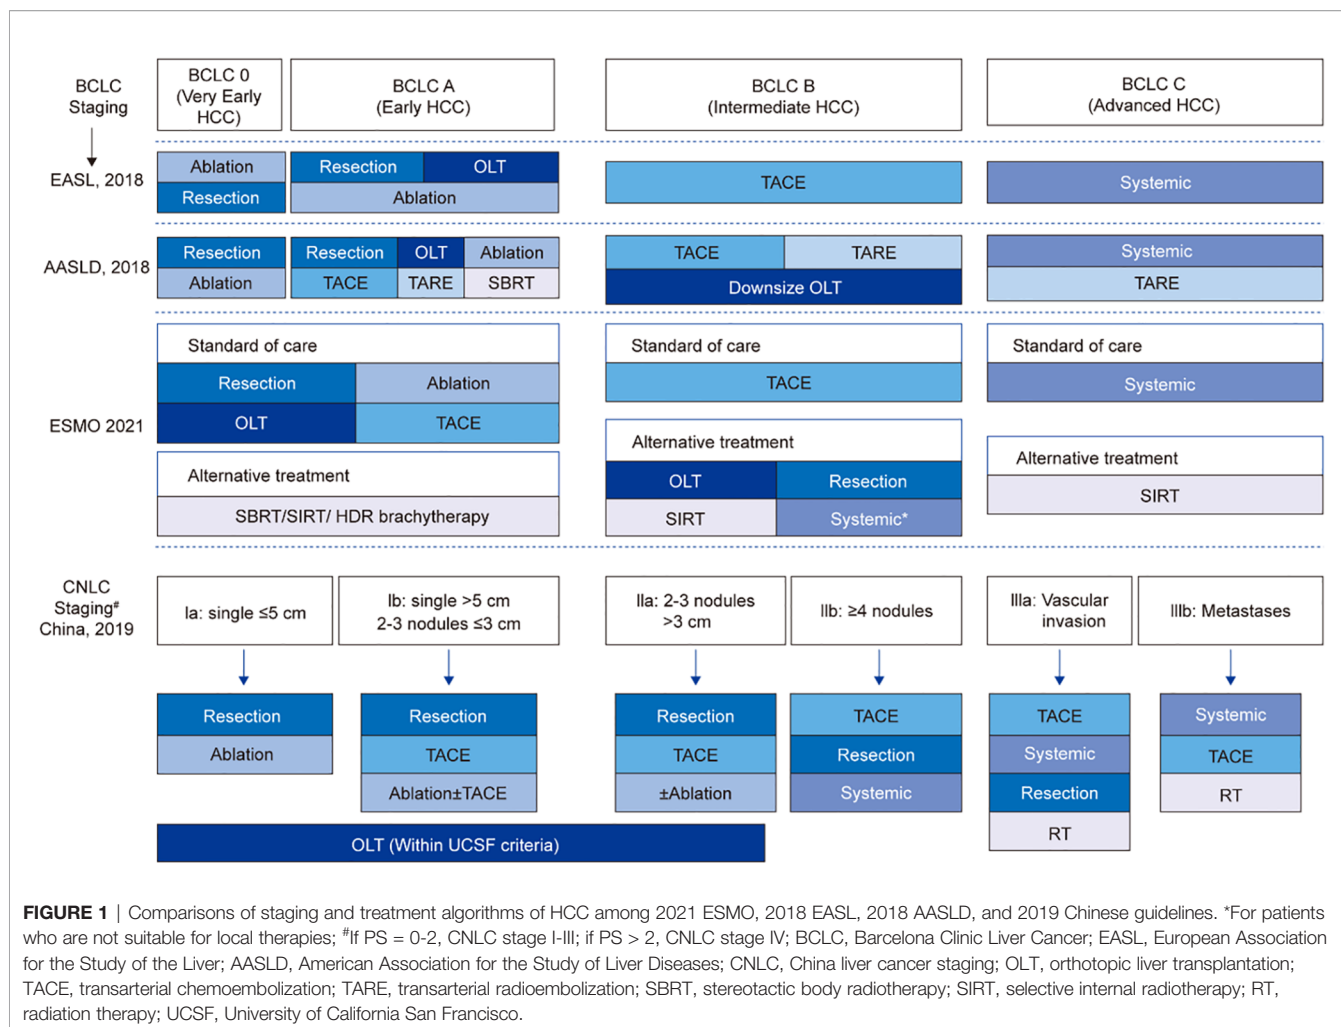 BCLC
Staging
BCLC 0
(Very Early
HCC)
BCLC A
(Early HCC)
BCLC B
(Intermediate HCC)
BCLC C
(Advanced HCC)
EASL, 2018
Ablation
Resection
Resection
OLT
Ablation
TACE
Systemic
AASLD, 2018
Resection
Ablation
Resection
OLT
Ablation
TACE
TARE
SBRT
TACE
TARE
Downsize OLT
Systemic
TARE
ESMO 2021
Standard of care
Resection
Ablation
OLT
TACE
Alternative treatment
SBRT/SIRT/ HDR brachytherapy
Standard of care
TACE
Alternative treatment
OLT
Resection
SIRT
Systemic*
Standard of care
Systemic
Alternative treatment
SIRT
CNLC
Staging#
China, 2019
Ia: single ≤5 cm
Ib: single >5 cm
2-3 nodules ≤3 cm
IIa: 2-3 nodules
>3 cm
IIb: ≥4 nodules
IIIa: Vascular
invasion
IIIb: Metastases
Resection
Ablation
Resection
TACE
Ablation±TACE
Resection
TACE
±Ablation
TACE
Resection
Systemic
TACE
Systemic
Resection
RT
Systemic
TACE
RT
OLT (Within UCSF criteria)
FIGURE 1 | Comparisons of staging and treatment algorithms of HCC among 2021 ESMO, 2018 EASL, 2018 AASLD, and 2019 Chinese guidelines. *For patients
who are not suitable for local therapies; #If PS = 0-2, CNLC stage I-III; if PS > 2, CNLC stage IV; BCLC, Barcelona Clinic Liver Cancer; EASL, European Association
for the Study of the Liver; AASLD, American Association for the Study of Liver Diseases; CNLC, China liver cancer staging; OLT, orthotopic liver transplantation;
TACE, transarterial chemoembolization; TARE, transarterial radioembolization; SBRT, stereotactic body radiotherapy; SIRT, selective internal radiotherapy; RT,
radiation therapy; UCSF, University of California San Francisco.